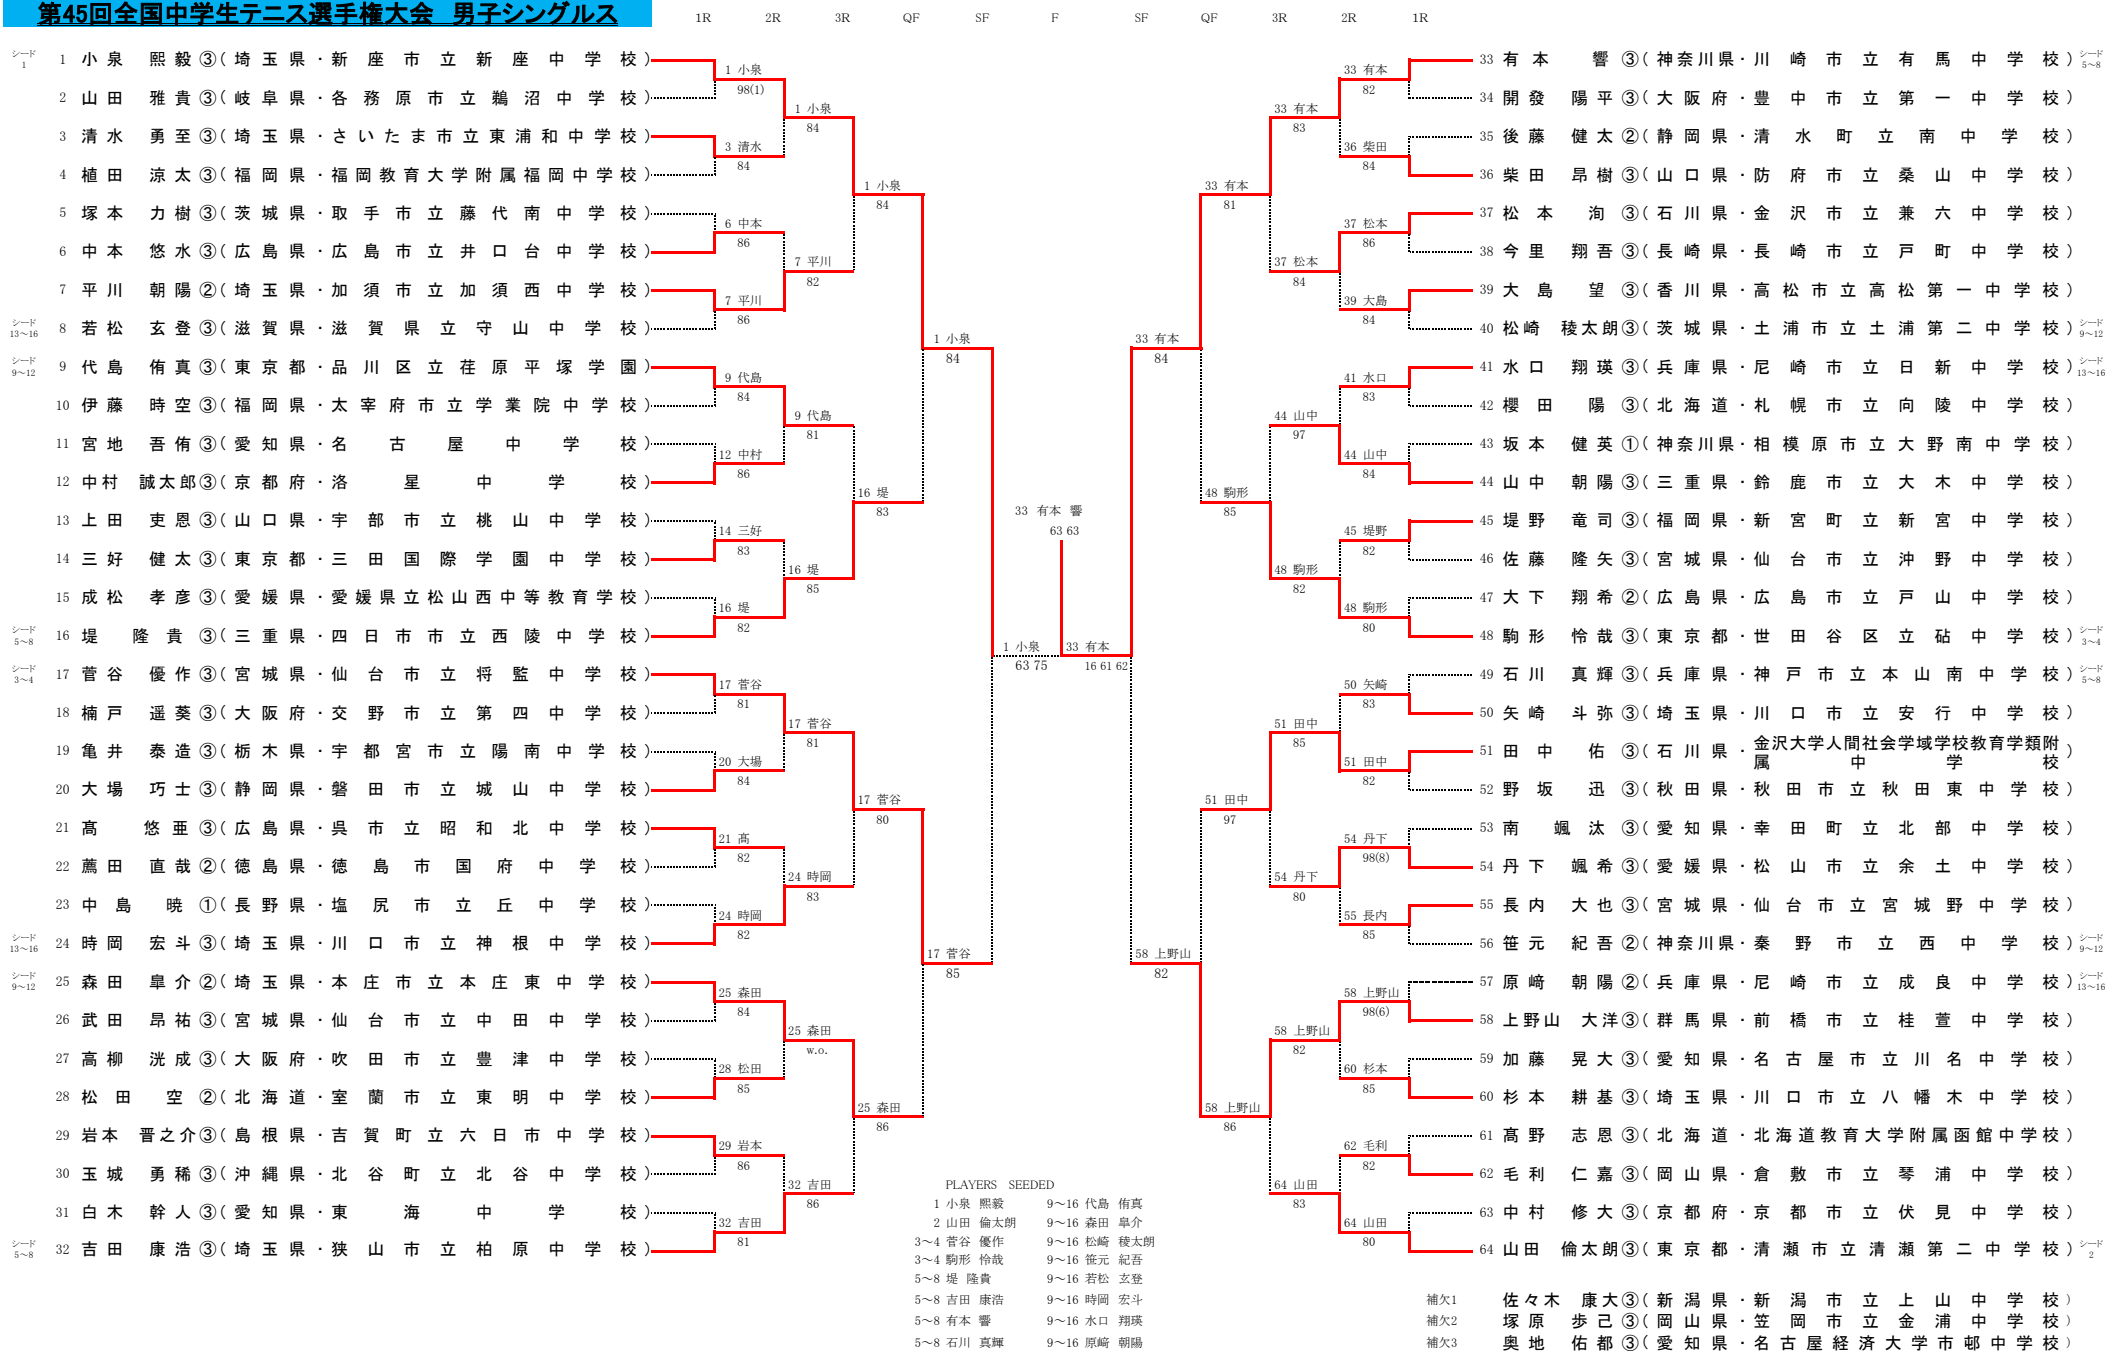 第45回全国中学生テニス選手権大会　男子シングルス
1R 2R 3R QF SF F SF QF 3R 2R 1R
シード1 1 小泉 熙毅③(埼玉県・新座市立新座中学校)
2 山田 雅貴③(岐阜県・各務原市立鵜沼中学校)
3 清水 勇至③(埼玉県・さいたま市立東浦和中学校)
4 植田 涼太③(福岡県・福岡教育大学附属福岡中学校)
5 塚本 力樹③(茨城県・取手市立藤代南中学校)
6 中本 悠水③(広島県・広島市立井口台中学校)
7 平川 朝陽②(埼玉県・加須市立加須西中学校)
シード13～16 8 若松 玄登③(滋賀県・滋賀県立守山中学校)
シード9～12 9 代島 侑真③(東京都・品川区立荏原平塚学園)
10 伊藤 時空③(福岡県・太宰府市立学業院中学校)
11 宮地 吾侑③(愛知県・名古屋中学校)
12 中村 誠太郎③(京都府・洛星中学校)
13 上田 吏恩③(山口県・宇部市立桃山中学校)
14 三好 健太③(東京都・三田国際学園中学校)
15 成松 孝彦③(愛媛県・愛媛県立松山西中等教育学校)
シード5～8 16 堤 隆貴③(三重県・四日市市立西陵中学校)
シード3～4 17 菅谷 優作③(宮城県・仙台市立将監中学校)
18 楠戸 遥葵③(大阪府・交野市立第四中学校)
19 亀井 泰造③(栃木県・宇都宮市立陽南中学校)
20 大場 巧士③(静岡県・磐田市立城山中学校)
21 髙 悠亜③(広島県・呉市立昭和北中学校)
22 薦田 直哉②(徳島県・徳島市国府中学校)
23 中島 暁①(長野県・塩尻市立丘中学校)
シード13～16 24 時岡 宏斗③(埼玉県・川口市立神根中学校)
シード9～12 25 森田 皐介②(埼玉県・本庄市立本庄東中学校)
26 武田 昂祐③(宮城県・仙台市立中田中学校)
27 高柳 洸成③(大阪府・吹田市立豊津中学校)
28 松田 空②(北海道・室蘭市立東明中学校)
29 岩本 晋之介③(島根県・吉賀町立六日市中学校)
30 玉城 勇稀③(沖縄県・北谷町立北谷中学校)
31 白木 幹人③(愛知県・東海中学校)
シード5～8 32 吉田 康浩③(埼玉県・狭山市立柏原中学校)
1 小泉
98(1)
3 清水
84
6 中本
86
7 平川
86
9 代島
84
12 中村
86
14 三好
83
16 堤
82
17 菅谷
81
20 大場
84
21 髙
82
24 時岡
82
25 森田
84
28 松田
85
29 岩本
86
32 吉田
81
1 小泉
84
7 平川
82
9 代島
81
16 堤
85
17 菅谷
81
24 時岡
83
25 森田
w.o.
32 吉田
86
1 小泉
84
16 堤
83
17 菅谷
80
25 森田
86
1 小泉
84
17 菅谷
85
1 小泉
63 75
33 有本 響
63 63
33 有本
16 61 62
33 有本
84
58 上野山
82
33 有本
81
48 駒形
85
51 田中
97
58 上野山
86
33 有本
83
37 松本
84
44 山中
97
48 駒形
82
51 田中
85
54 丹下
80
58 上野山
82
64 山田
83
33 有本
82
36 柴田
84
37 松本
86
39 大島
84
41 水口
83
44 山中
84
45 堤野
82
48 駒形
80
50 矢崎
83
51 田中
82
54 丹下
98(8)
55 長内
85
58 上野山
98(6)
60 杉本
85
62 毛利
82
64 山田
80
33 有本 響③(神奈川県・川崎市立有馬中学校) シード5～8
34 開發 陽平③(大阪府・豊中市立第一中学校)
35 後藤 健太②(静岡県・清水町立南中学校)
36 柴田 昂樹③(山口県・防府市立桑山中学校)
37 松本 洵③(石川県・金沢市立兼六中学校)
38 今里 翔吾③(長崎県・長崎市立戸町中学校)
39 大島 望③(香川県・高松市立高松第一中学校)
40 松崎 稜太朗③(茨城県・土浦市立土浦第二中学校) シード9～12
41 水口 翔瑛③(兵庫県・尼崎市立日新中学校) シード13～16
42 櫻田 陽③(北海道・札幌市立向陵中学校)
43 坂本 健英①(神奈川県・相模原市立大野南中学校)
44 山中 朝陽③(三重県・鈴鹿市立大木中学校)
45 堤野 竜司③(福岡県・新宮町立新宮中学校)
46 佐藤 隆矢③(宮城県・仙台市立沖野中学校)
47 大下 翔希②(広島県・広島市立戸山中学校)
48 駒形 怜哉③(東京都・世田谷区立砧中学校) シード3～4
49 石川 真輝③(兵庫県・神戸市立本山南中学校) シード5～8
50 矢崎 斗弥③(埼玉県・川口市立安行中学校)
51 田中 佑③(石川県・金沢大学人間社会学域学校教育学類附属中学校)
52 野坂 迅③(秋田県・秋田市立秋田東中学校)
53 南 颯汰③(愛知県・幸田町立北部中学校)
54 丹下 颯希③(愛媛県・松山市立余土中学校)
55 長内 大也③(宮城県・仙台市立宮城野中学校)
56 笹元 紀吾②(神奈川県・秦野市立西中学校) シード9～12
57 原﨑 朝陽②(兵庫県・尼崎市立成良中学校) シード13～16
58 上野山 大洋③(群馬県・前橋市立桂萱中学校)
59 加藤 晃大③(愛知県・名古屋市立川名中学校)
60 杉本 耕基③(埼玉県・川口市立八幡木中学校)
61 髙野 志恩③(北海道・北海道教育大学附属函館中学校)
62 毛利 仁嘉③(岡山県・倉敷市立琴浦中学校)
63 中村 修大③(京都府・京都市立伏見中学校)
64 山田 倫太朗③(東京都・清瀬市立清瀬第二中学校) シード2
PLAYERS SEEDED
1 小泉 熙毅 9～16 代島 侑真
2 山田 倫太朗 9～16 森田 皐介
3～4 菅谷 優作 9～16 松崎 稜太朗
3～4 駒形 怜哉 9～16 笹元 紀吾
5～8 堤 隆貴 9～16 若松 玄登
5～8 吉田 康浩 9～16 時岡 宏斗
5～8 有本 響 9～16 水口 翔瑛
5～8 石川 真輝 9～16 原﨑 朝陽
補欠1 佐々木 康大③(新潟県・新潟市立上山中学校)
補欠2 塚原 歩己③(岡山県・笠岡市立金浦中学校)
補欠3 奥地 佑都③(愛知県・名古屋経済大学市邨中学校)